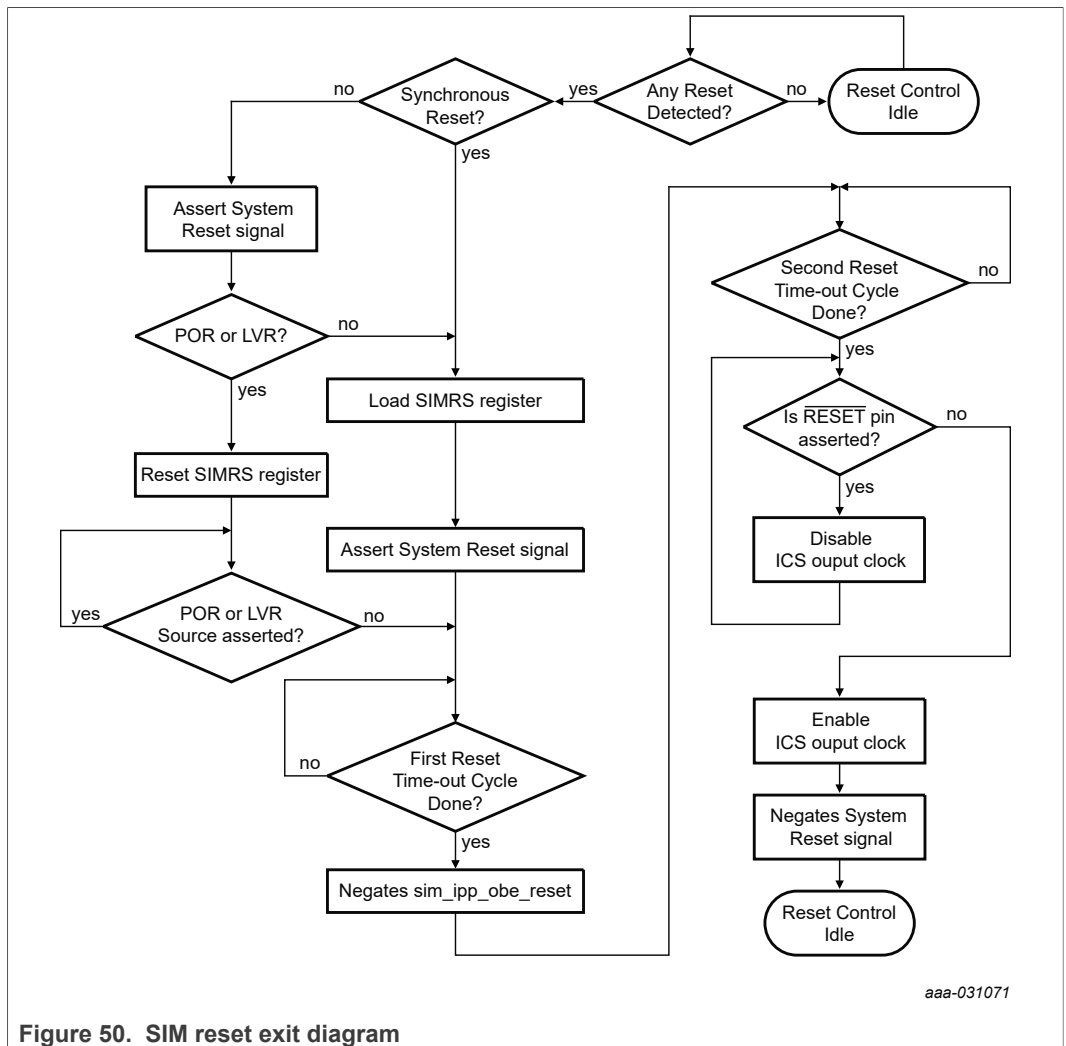 no
Synchronous
Reset?
yes
Any Reset
Detected?
no
Reset Control
Idle
yes
Assert System
Reset signal
POR or LVR?
no
yes
Load SIMRS register
Reset SIMRS register
Assert System Reset signal
yes
POR or LVR
Source asserted?
no
no
First Reset
Time-out Cycle
Done?
yes
Negates sim_ipp_obe_reset
Second Reset
Time-out Cycle
Done?
no
yes
Is RESET pin
asserted?
no
yes
Disable
ICS ouput clock
Enable
ICS ouput clock
Negates System
Reset signal
Reset Control
Idle
aaa-031071
Figure 50. SIM reset exit diagram